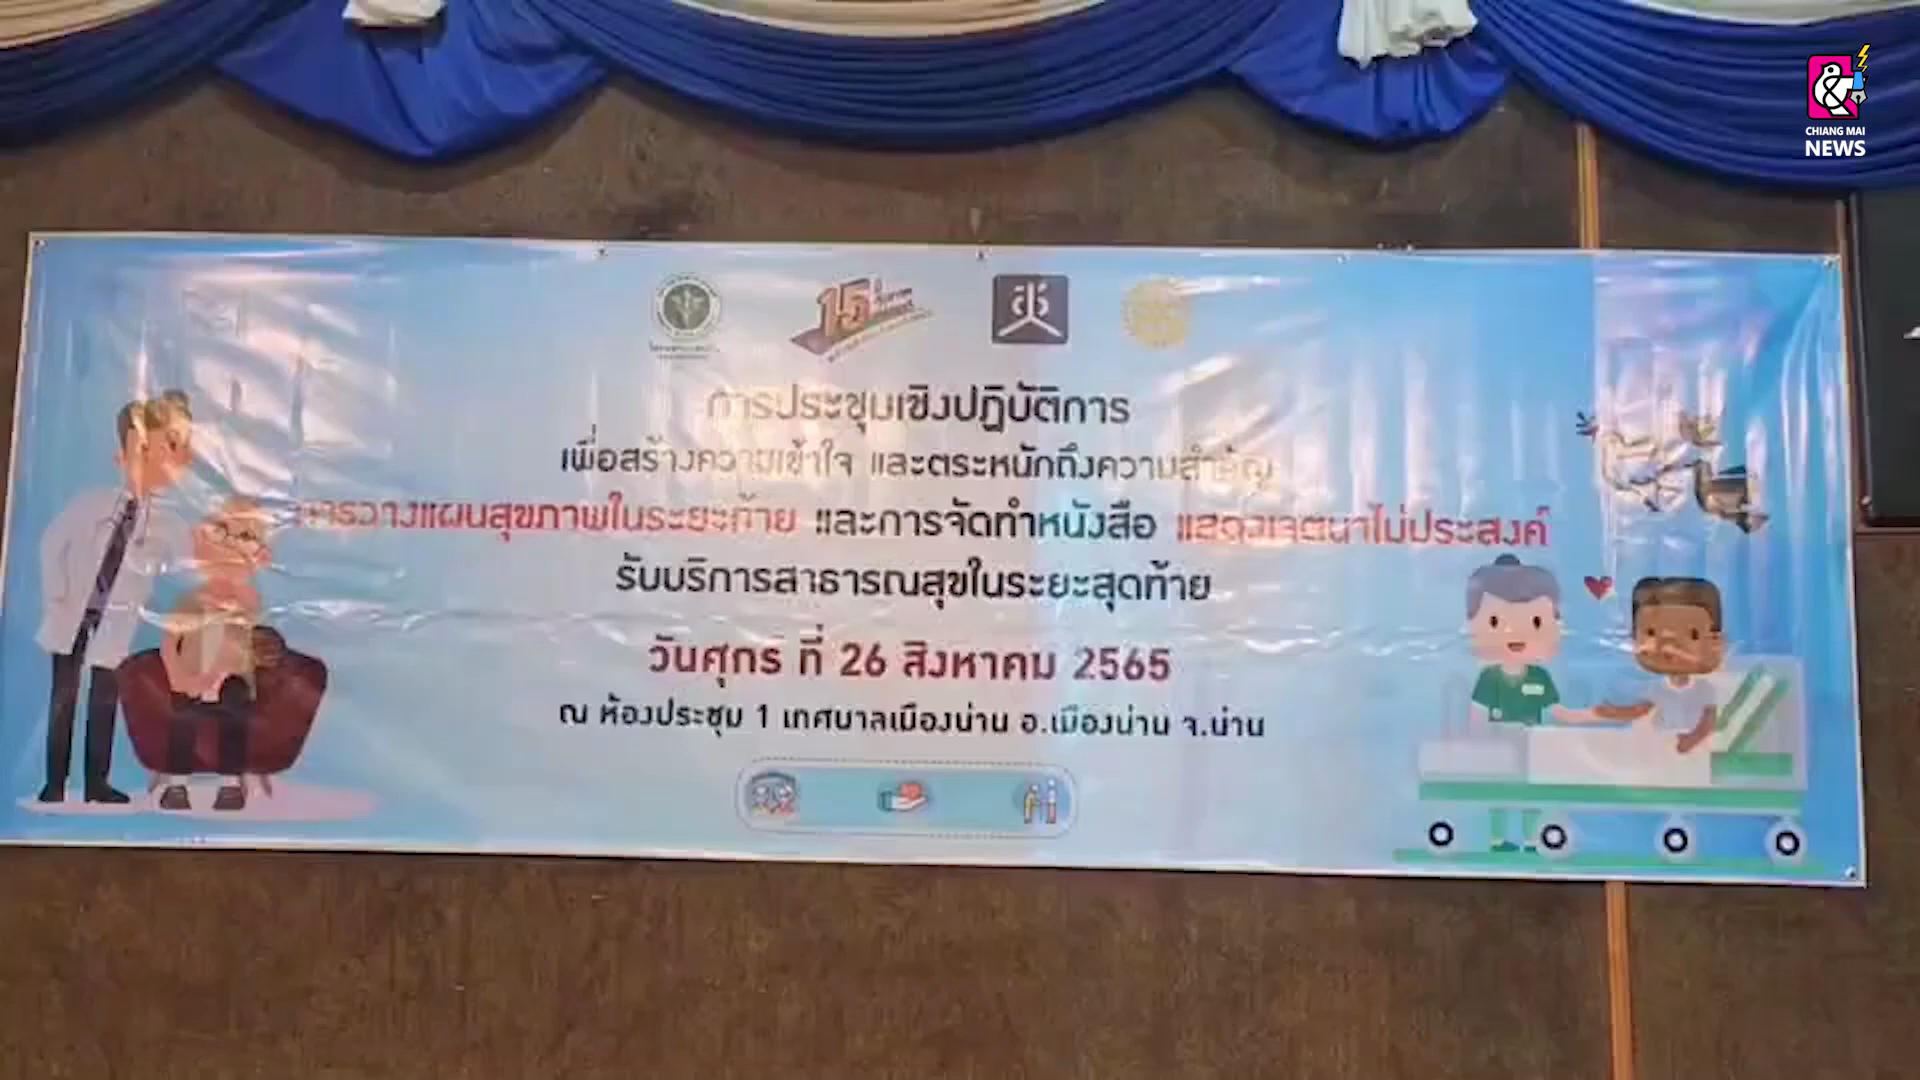 CHIANG MAI
NEWS
15 ปี
การประชุมเชิงปฏิบัติการ
เพื่อสร้างความเข้าใจ และตระหนักถึงความสำคัญ
การวางแผนสุขภาพในระยะท้าย และการจัดทำหนังสือ แสดงเจตนาไม่ประสงค์
รับบริการสาธารณสุขในระยะสุดท้าย
วันศุกร์ ที่ 26 สิงหาคม 2565
ณ ห้องประชุม 1 เทศบาลเมืองน่าน อ.เมืองน่าน จ.น่าน